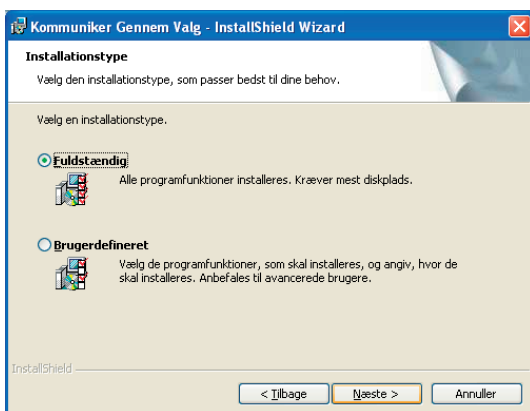 Kommuniker Gennem Valg - InstallShield Wizard
Installationstype
Vælg den installationstype, som passer bedst til dine behov.
Vælg en installationstype.
Fuldstændig
Alle programfunktioner installeres. Kræver mest diskplads.
Brugerdefineret
Vælg de programfunktioner, som skal installeres, og angiv, hvor de
skal installeres. Anbefales til avancerede brugere.
InstallShield
< Tilbage
Næste >
Annuller